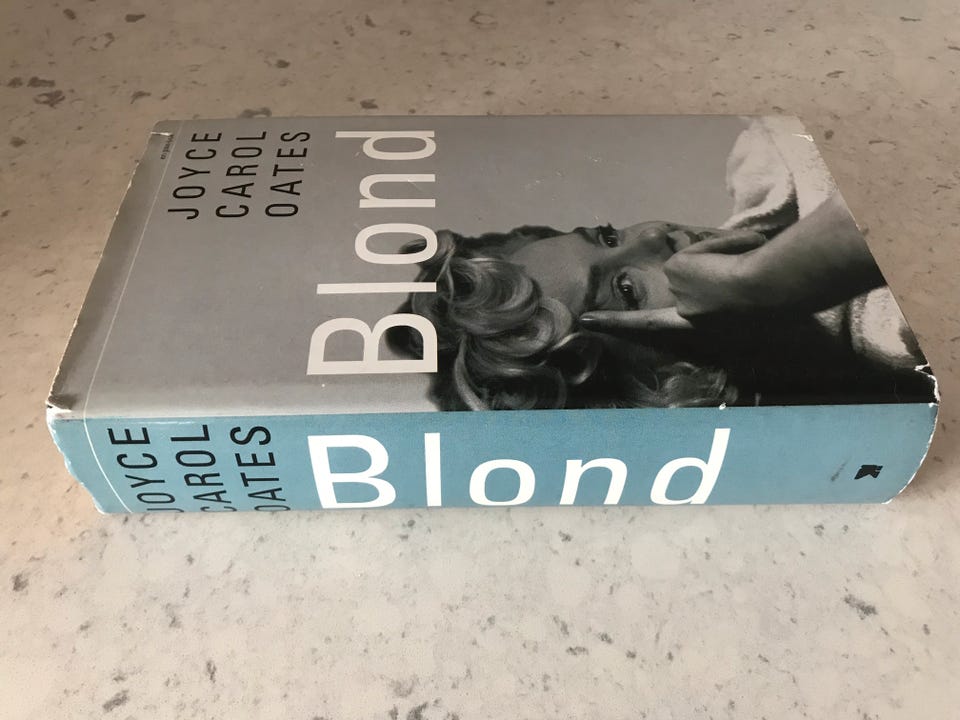 JOYCE
CAROL
OATES
Blond
JOYCE
CAROL
OATES
Blond